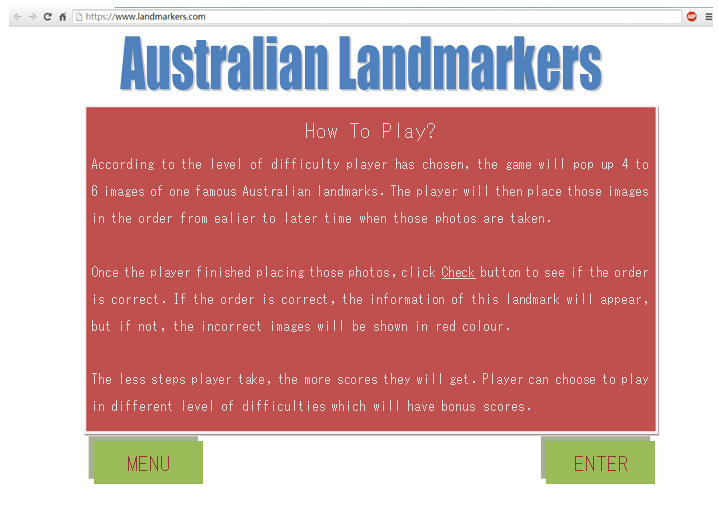 https://www.landmarkers.com
ABP
Australian Landmarkers
How To Play?
According to the level of difficulty player has chosen, the game will pop up 4 to
6 images of one famous Australian landmarks. The player will then place those images
in the order from ealier to later time when those photos are taken.
Once the player finished placing those photos, click Check button to see if the order
is correct. If the order is correct, the information of this landmark will appear,
but if not, the incorrect images will be shown in red colour.
The less steps player take, the more scores they will get. Player can choose to play
in different level of difficulties which will have bonus scores.
MENU
ENTER